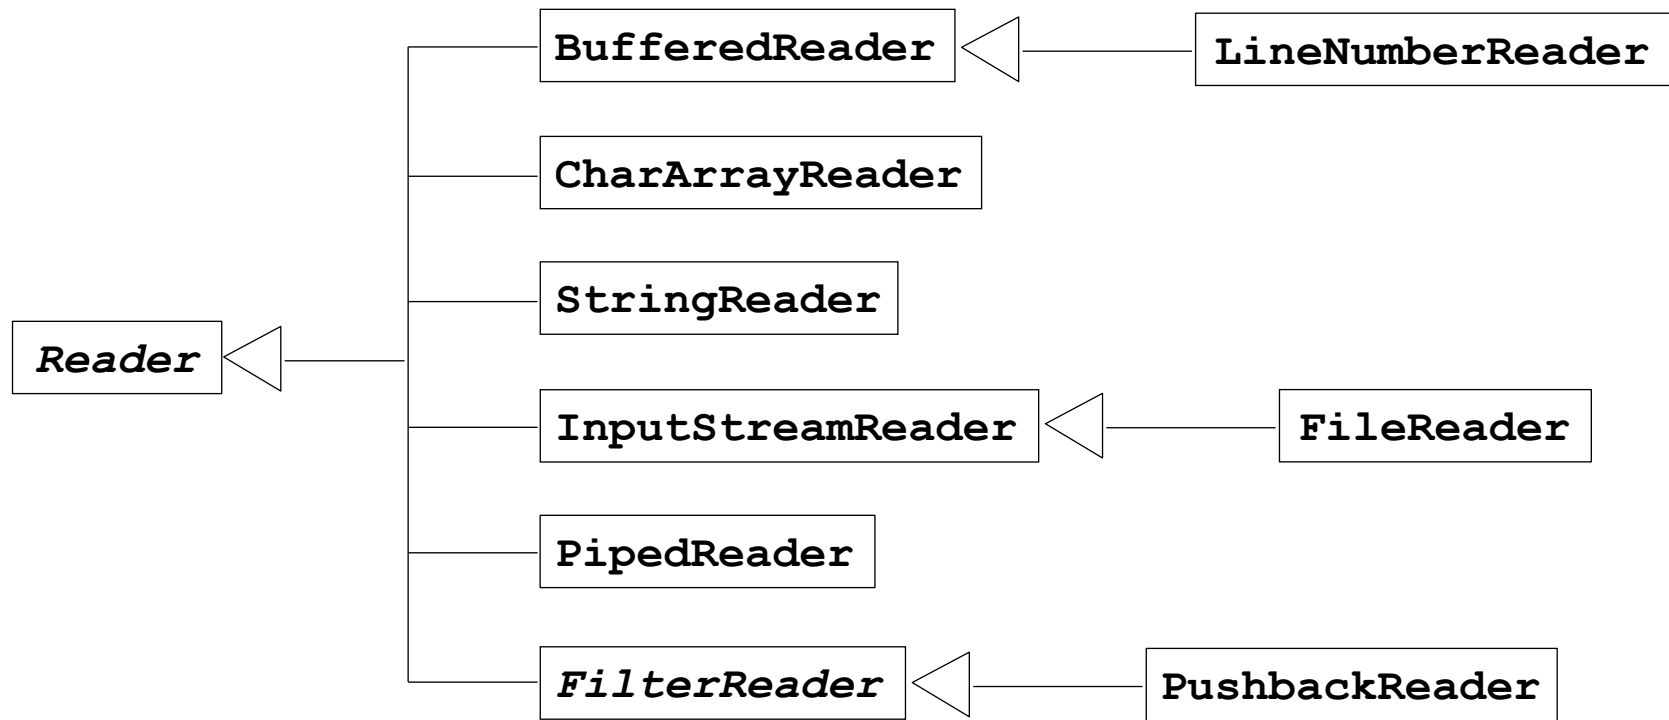 BufferedReader
LineNumberReader
CharArrayReader
StringReader
Reader
InputStreamReader
FileReader
PipedReader
FilterReader
PushbackReader